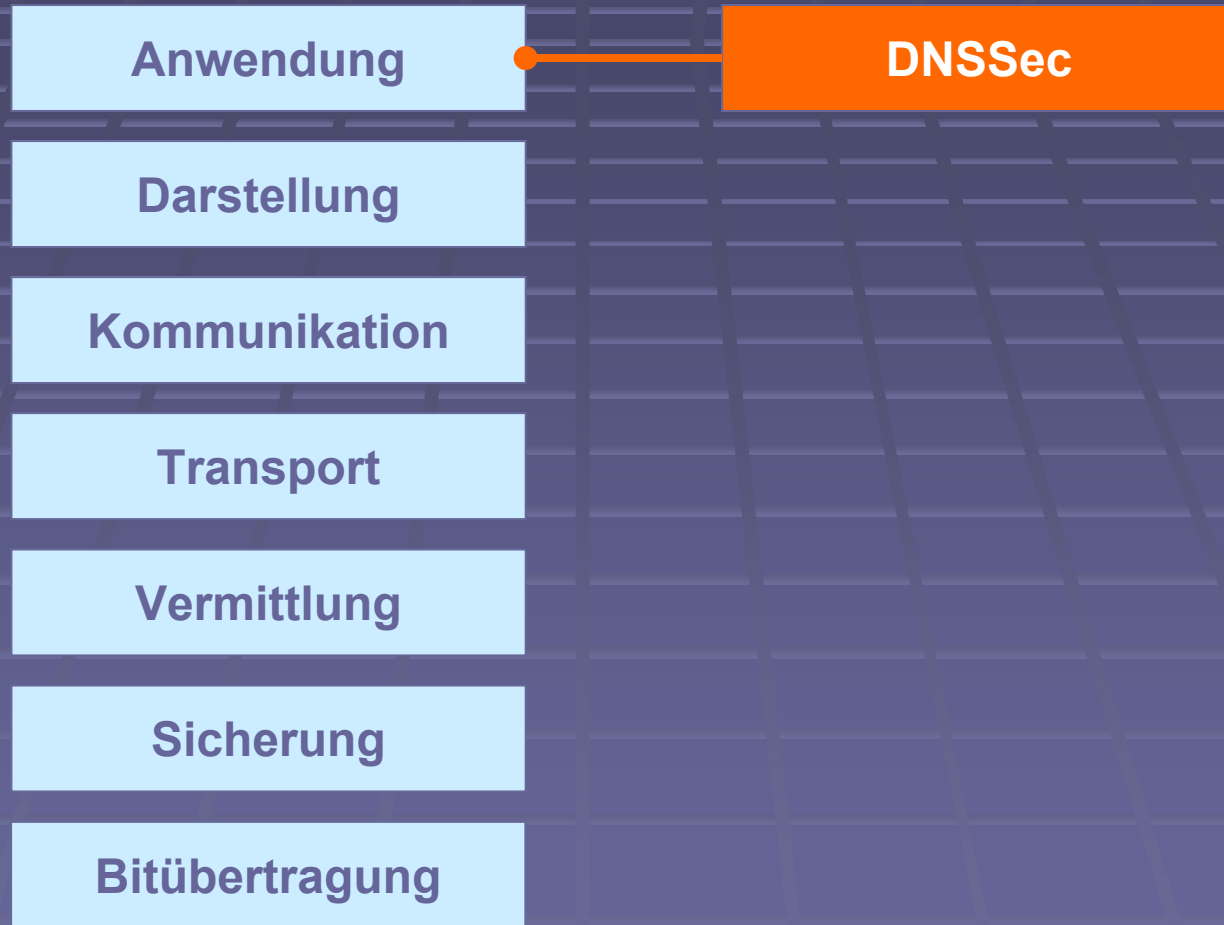 Anwendung
DNSSec
Darstellung
Kommunikation
Transport
Vermittlung
Sicherung
Bitübertragung